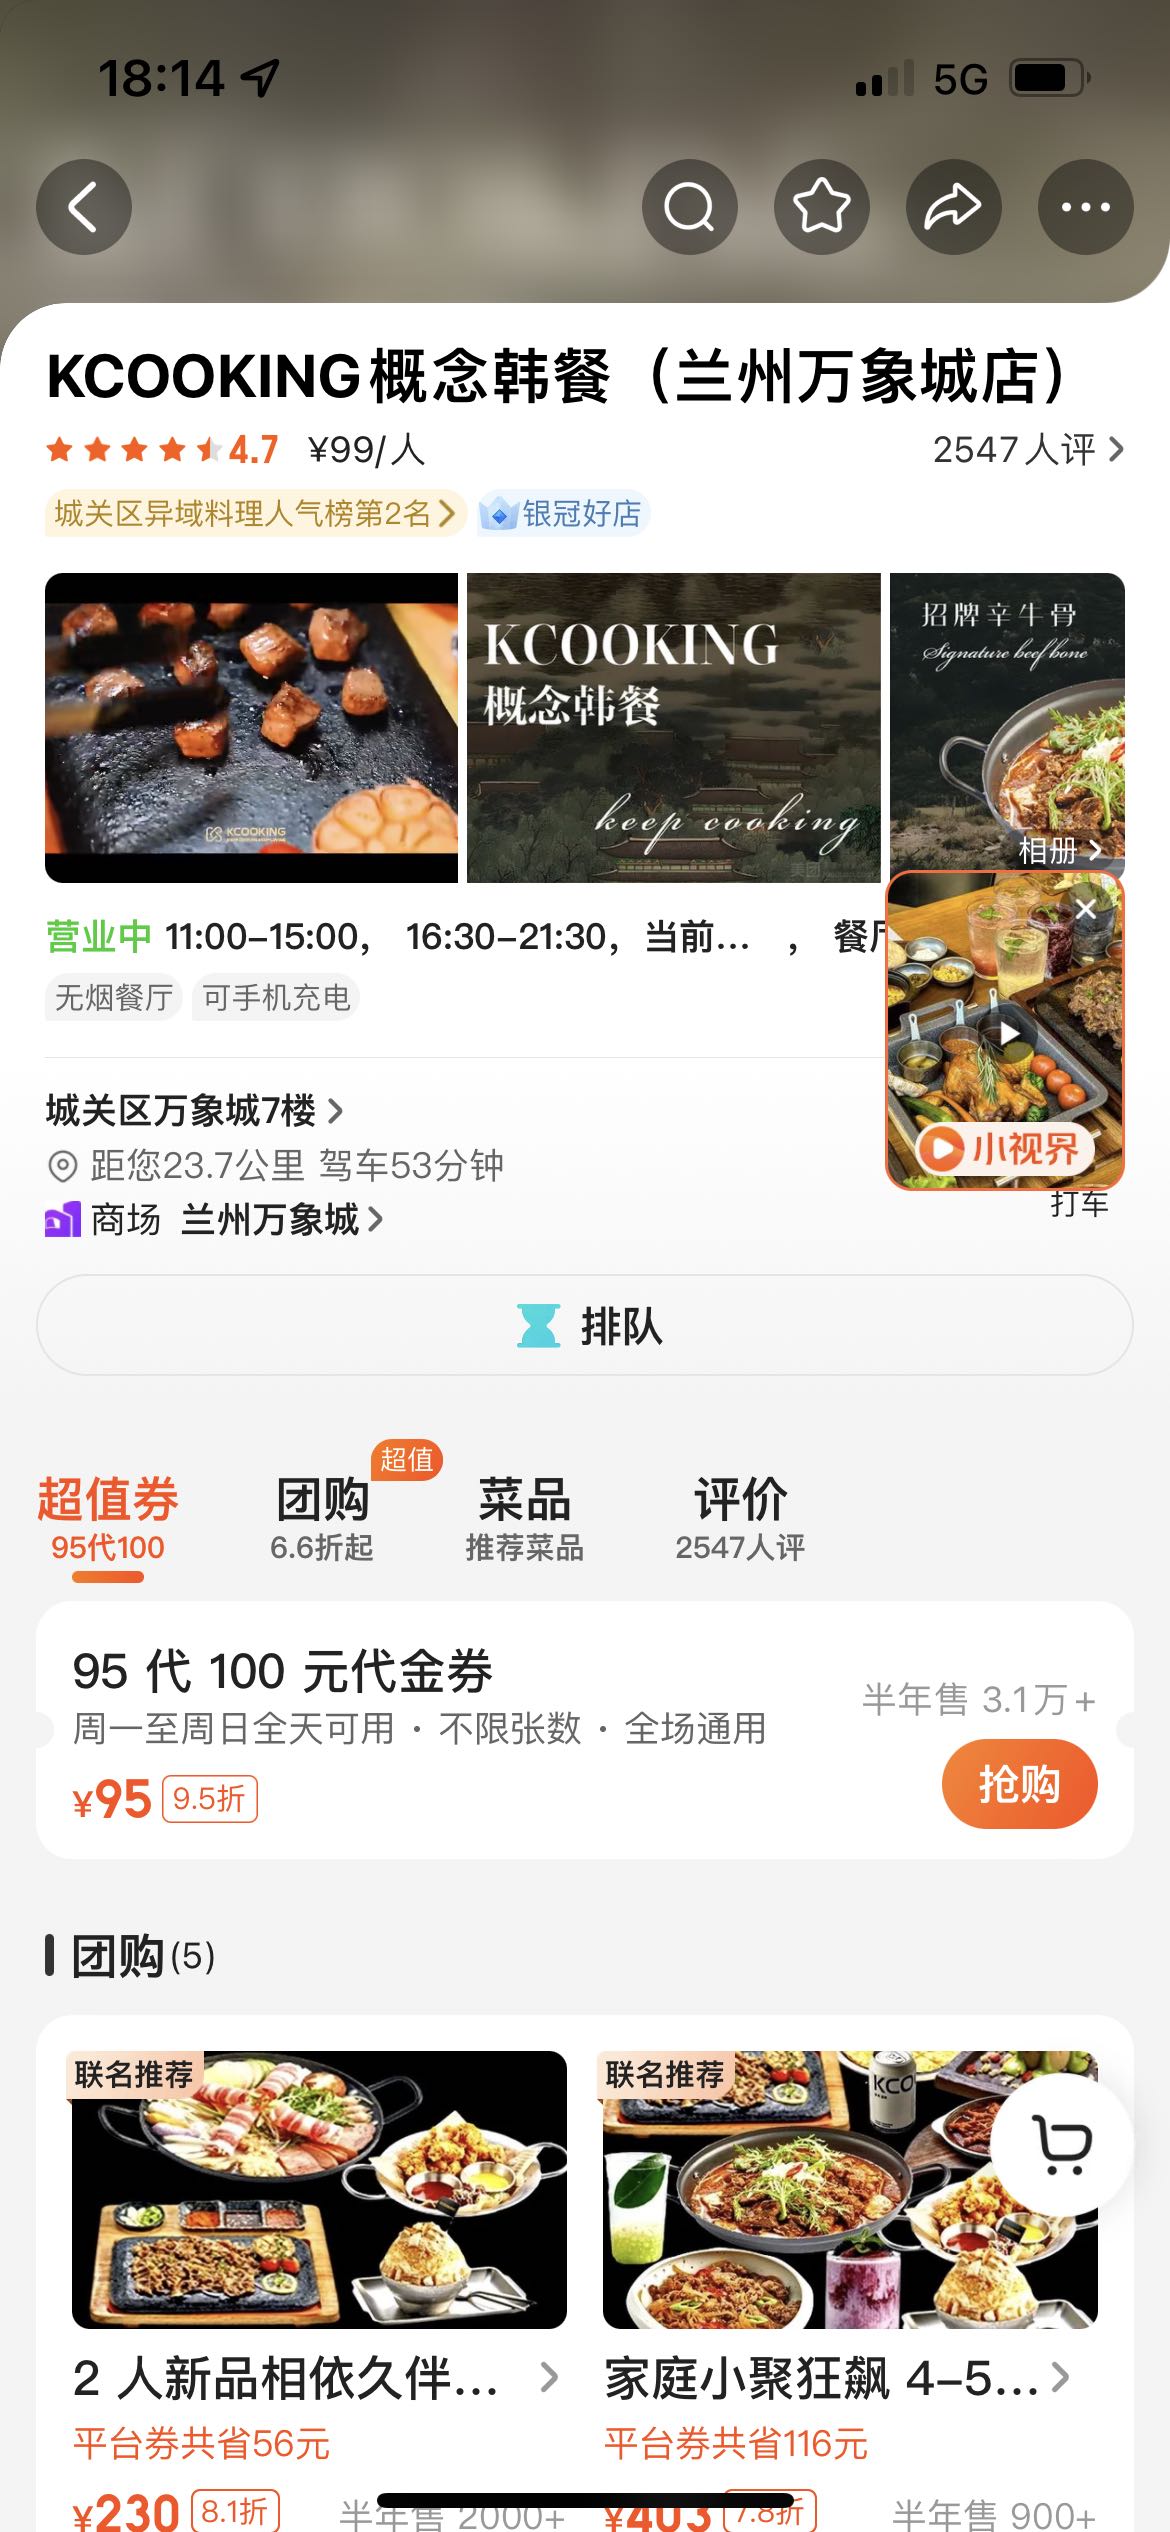 18:14
5G
KCOOKING概念韩餐（兰州万象城店）
4.7 ¥99/人
2547人评
城关区异域料理人气榜第2名
银冠好店
KCOOKING
KCOOKING
概念韩餐
keep cooking
招牌辛牛骨
Signature beef bone
相册
营业中 11:00-15:00， 16:30-21:30，当前... ， 餐厅
无烟餐厅 可手机充电
小视界
城关区万象城7楼
距您23.7公里 驾车53分钟
打车
商场 兰州万象城
排队
超值
超值券 团购 菜品 评价
95代100 6.6折起 推荐菜品 2547人评
95 代 100 元代金券
半年售 3.1万+
周一至周日全天可用 · 不限张数 · 全场通用
¥95 9.5折
抢购
团购(5)
联名推荐
联名推荐
KCO
2 人新品相依久伴...
家庭小聚狂飙 4-5...
平台券共省56元
平台券共省116元
¥230 8.1折 半年售 2000+
¥403 7.8折 半年售 900+